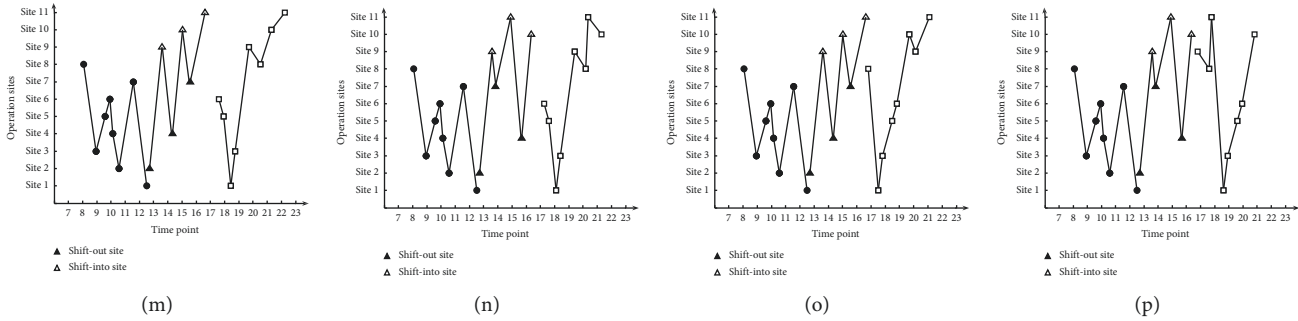 Site 11
Site 10
Site 9
Site 8
Site 7
Site 6
Site 5
Site 4
Site 3
Site 2
Site 1
Operation sites
7 8 9 10 11 12 13 14 15 16 17 18 19 20 21 22 23
Time point
Shift-out site
Shift-into site
(m)
Site 11
Site 10
Site 9
Site 8
Site 7
Site 6
Site 5
Site 4
Site 3
Site 2
Site 1
Operation sites
7 8 9 10 11 12 13 14 15 16 17 18 19 20 21 22 23
Time point
Shift-out site
Shift-into site
(n)
Site 11
Site 10
Site 9
Site 8
Site 7
Site 6
Site 5
Site 4
Site 3
Site 2
Site 1
Operation sites
7 8 9 10 11 12 13 14 15 16 17 18 19 20 21 22 23
Time point
Shift-out site
Shift-into site
(o)
Site 11
Site 10
Site 9
Site 8
Site 7
Site 6
Site 5
Site 4
Site 3
Site 2
Site 1
Operation sites
7 8 9 10 11 12 13 14 15 16 17 18 19 20 21 22 23
Time point
Shift-out site
Shift-into site
(p)